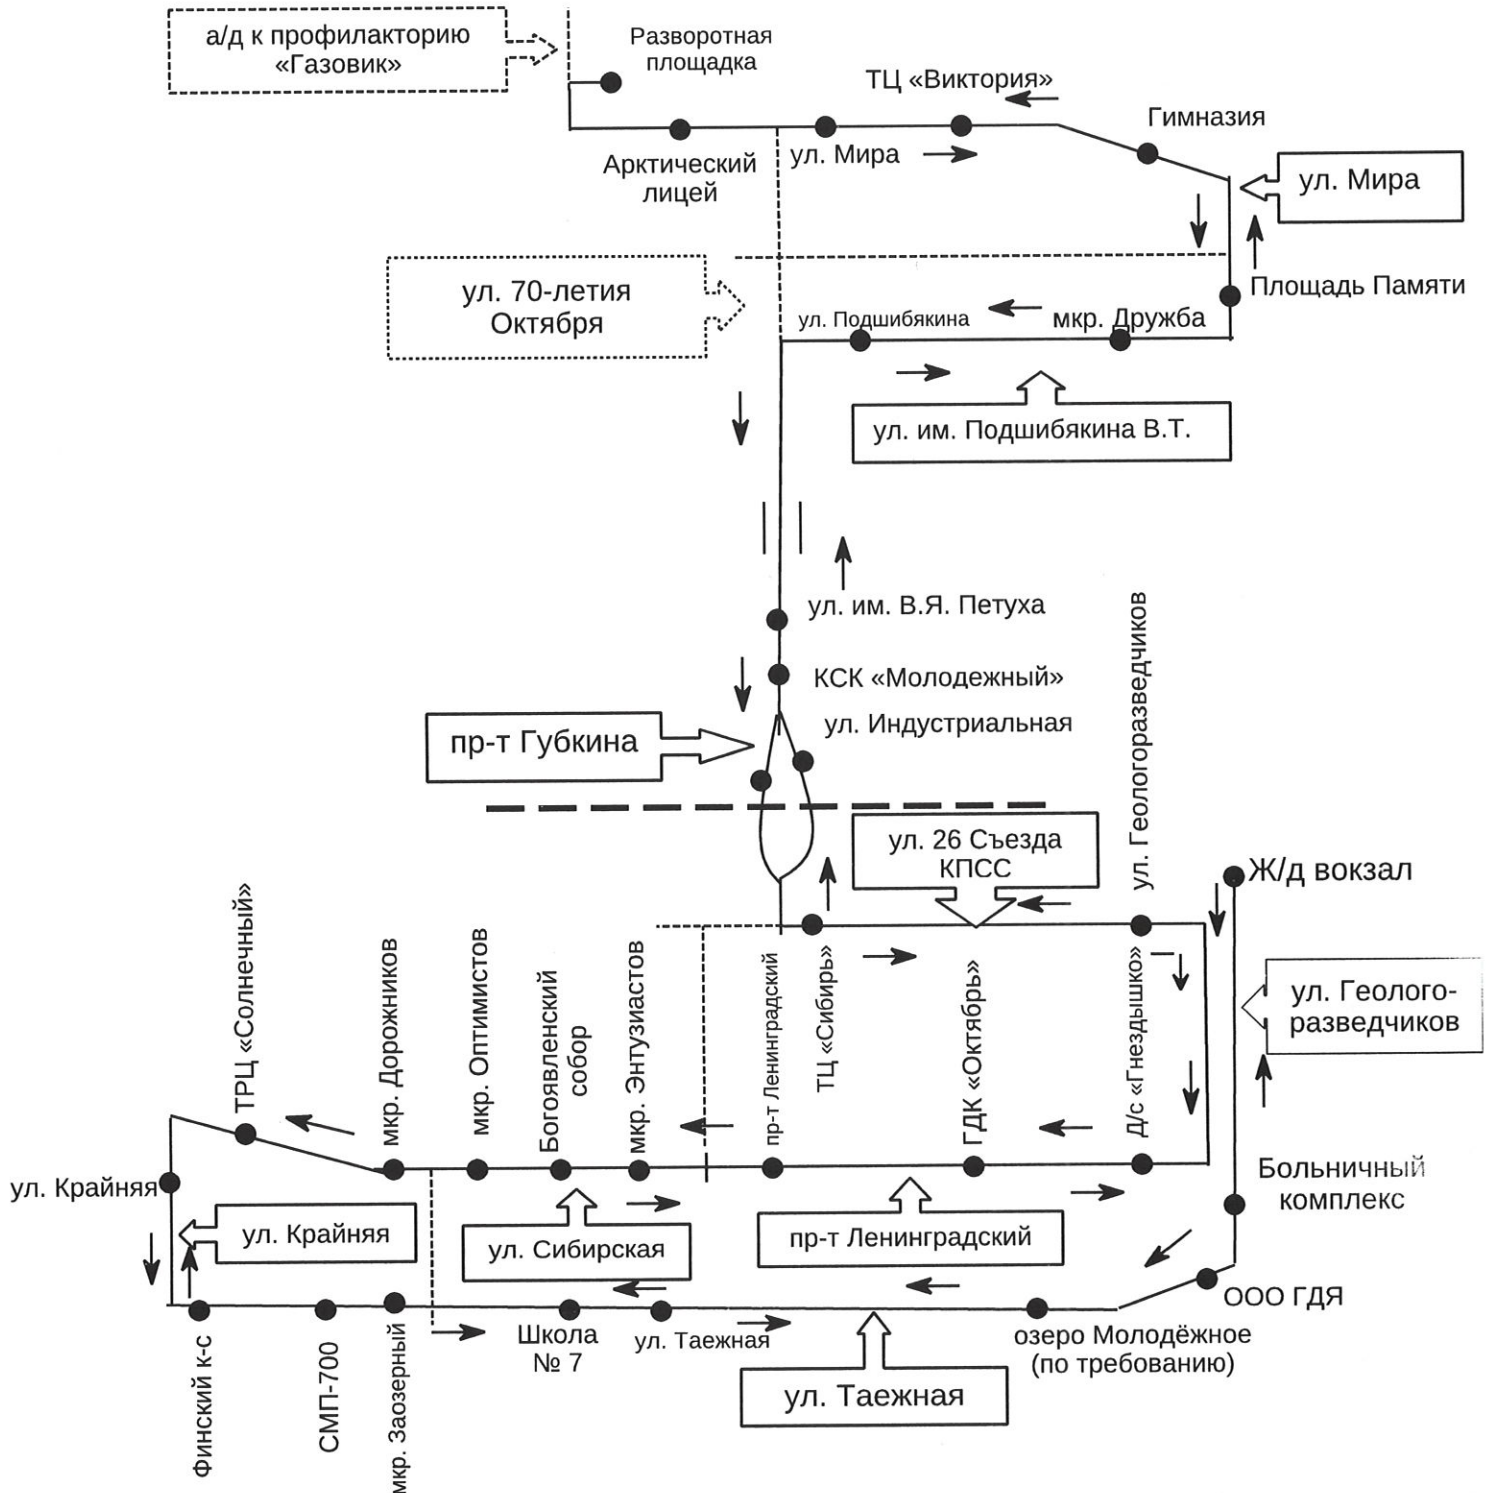 а/д к профилакторию
«Газовик»
Разворотная
площадка
ТЦ «Виктория»
Гимназия
Арктический
лицей
ул. Мира
ул. Мира
ул. 70-летия
Октября
Площадь Памяти
ул. Подшибякина
мкр. Дружба
ул. им. Подшибякина В.Т.
ул. им. В.Я. Петуха
КСК «Молодежный»
ул. Индустриальная
пр-т Губкина
ул. Геологоразведчиков
ул. 26 Съезда
КПСС
Ж/д вокзал
ТРЦ «Солнечный»
мкр. Дорожников
мкр. Оптимистов
Богоявленский
собор
мкр. Энтузиастов
пр-т Ленинградский
ТЦ «Сибирь»
ГДК «Октябрь»
Д/с «Гнездышко»
ул. Геолого-
разведчиков
ул. Крайняя
Больничный
комплекс
ул. Крайняя
ул. Сибирская
пр-т Ленинградский
ООО ГДЯ
Финский к-с
СМП-700
мкр. Заозерный
Школа
№ 7
ул. Таежная
озеро Молодёжное
(по требованию)
ул. Таежная